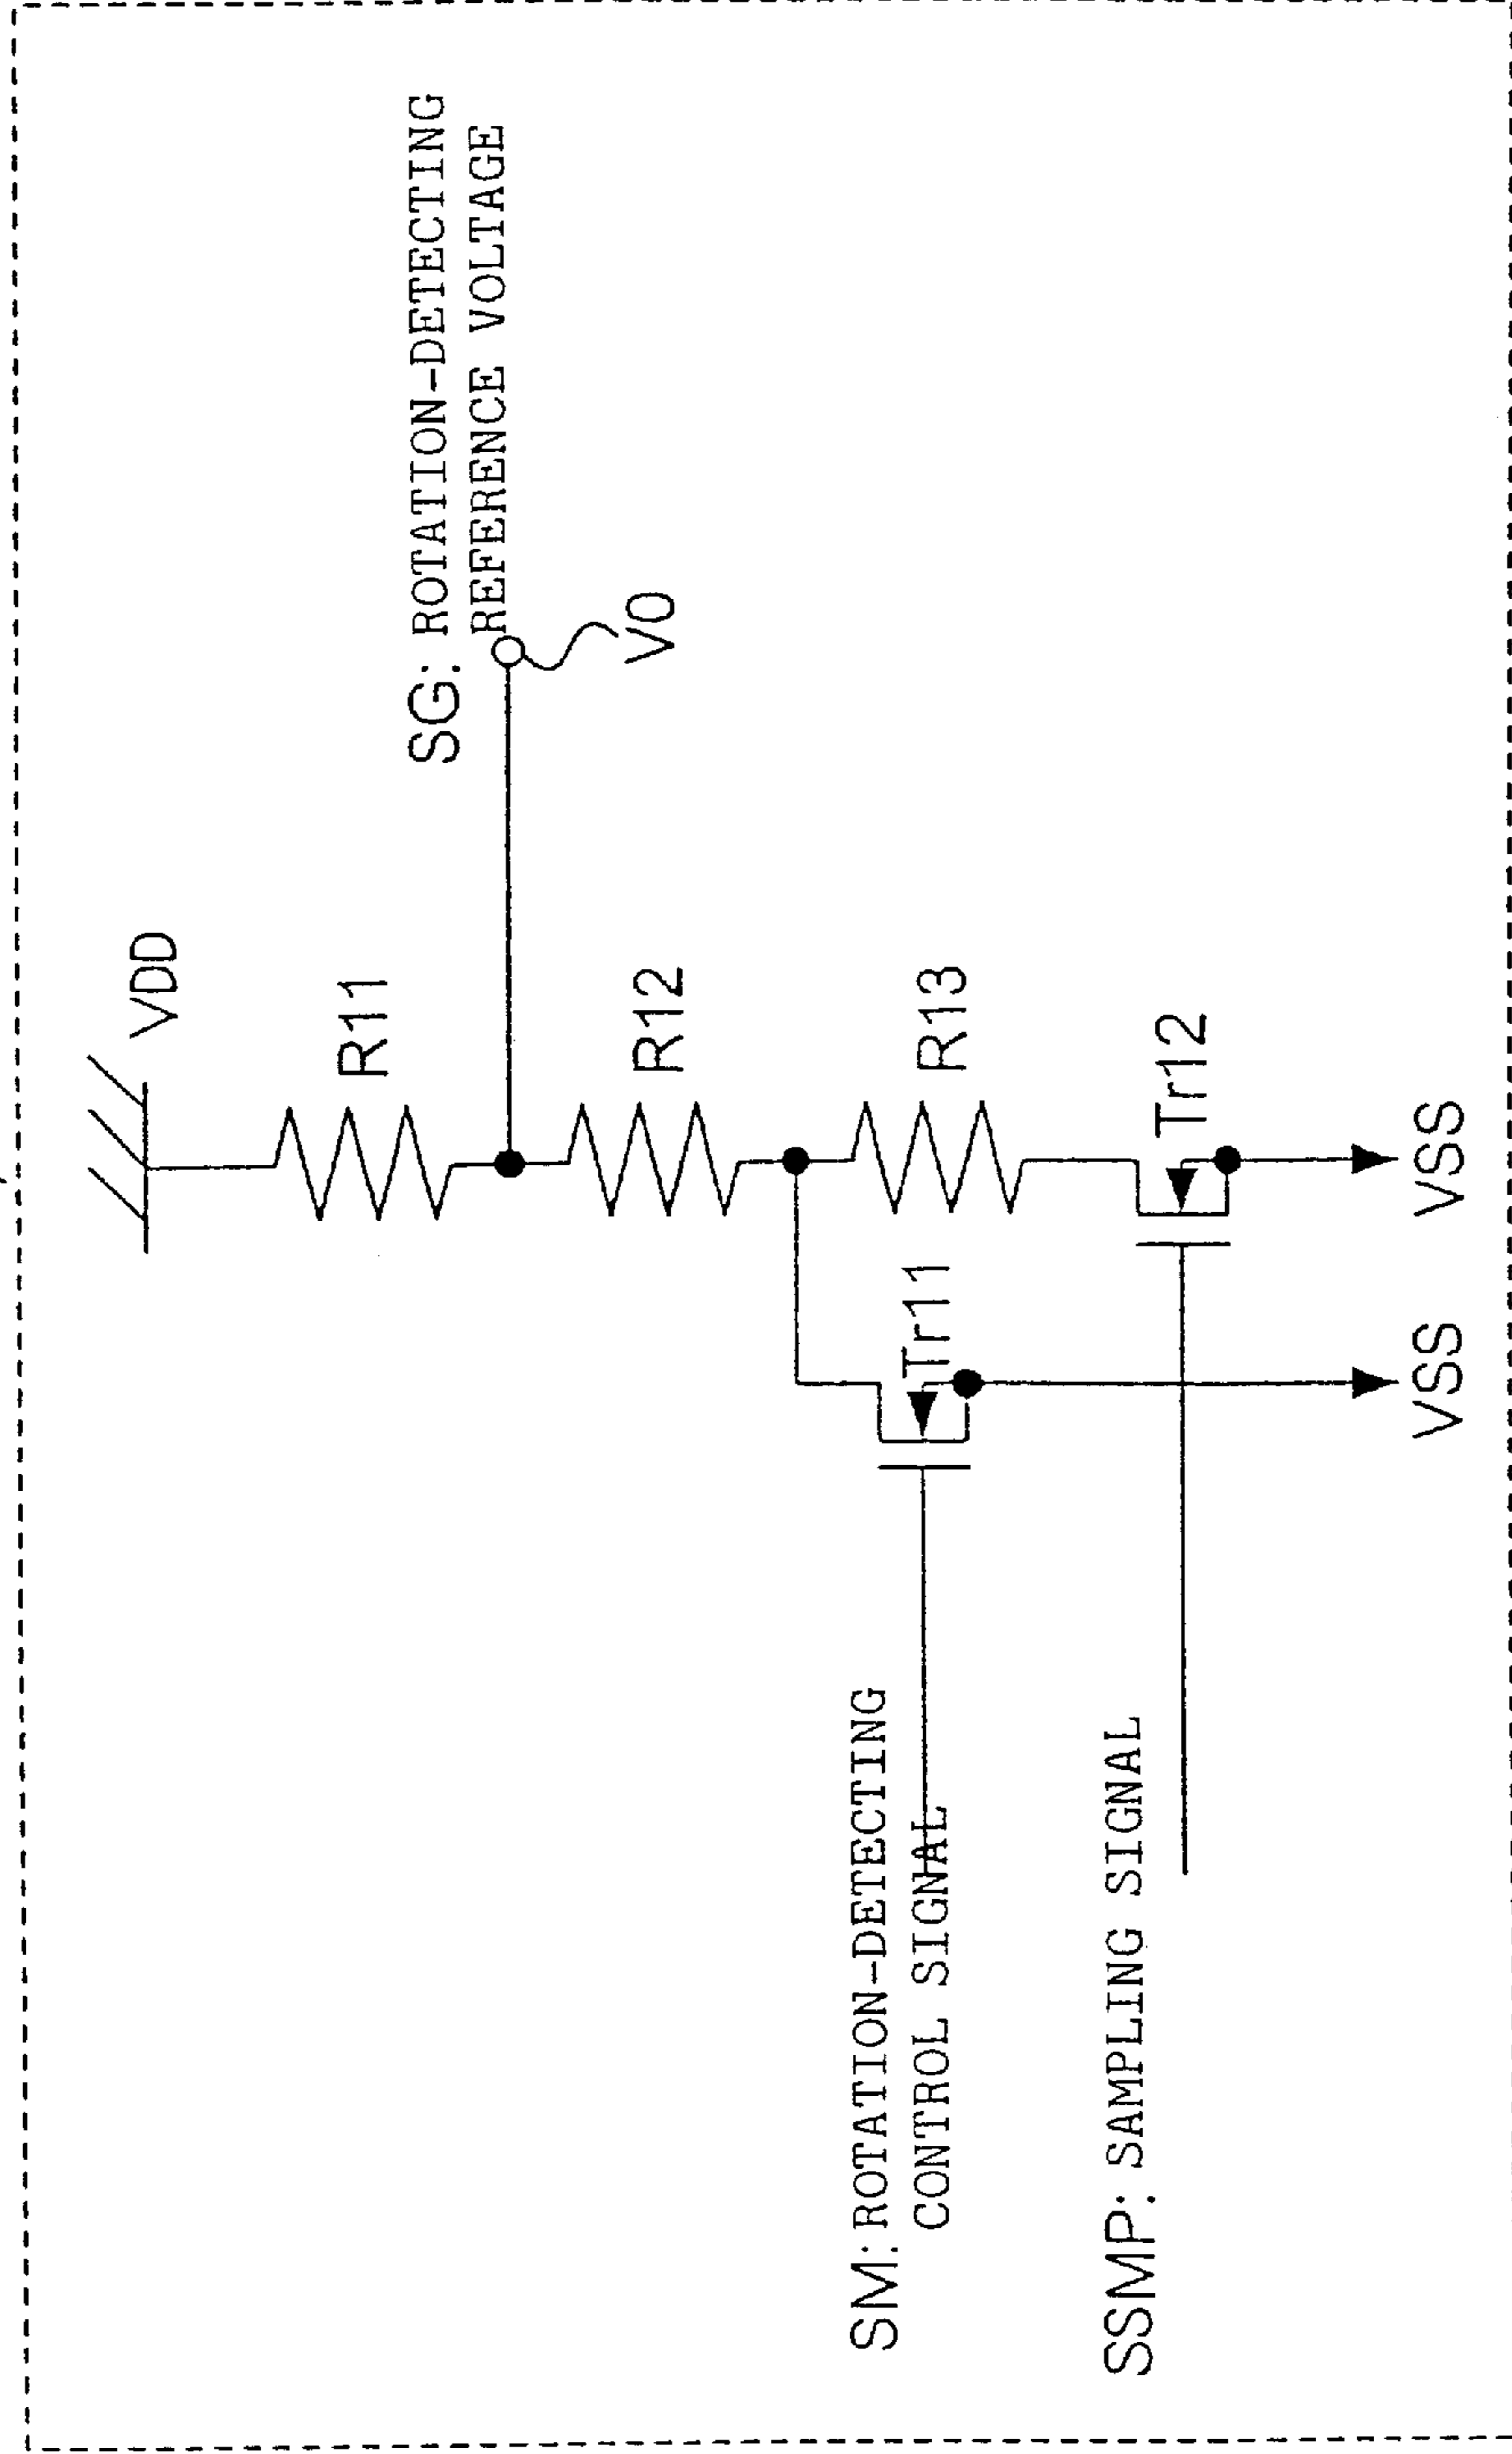 VDD
R11
SG: ROTATION-DETECTING
REFERENCE VOLTAGE
VO
R12
SM: ROTATION-DETECTING
CONTROL SIGNAL
Tr11
R13
SSMP: SAMPLING SIGNAL
Tr12
VSS
VSS